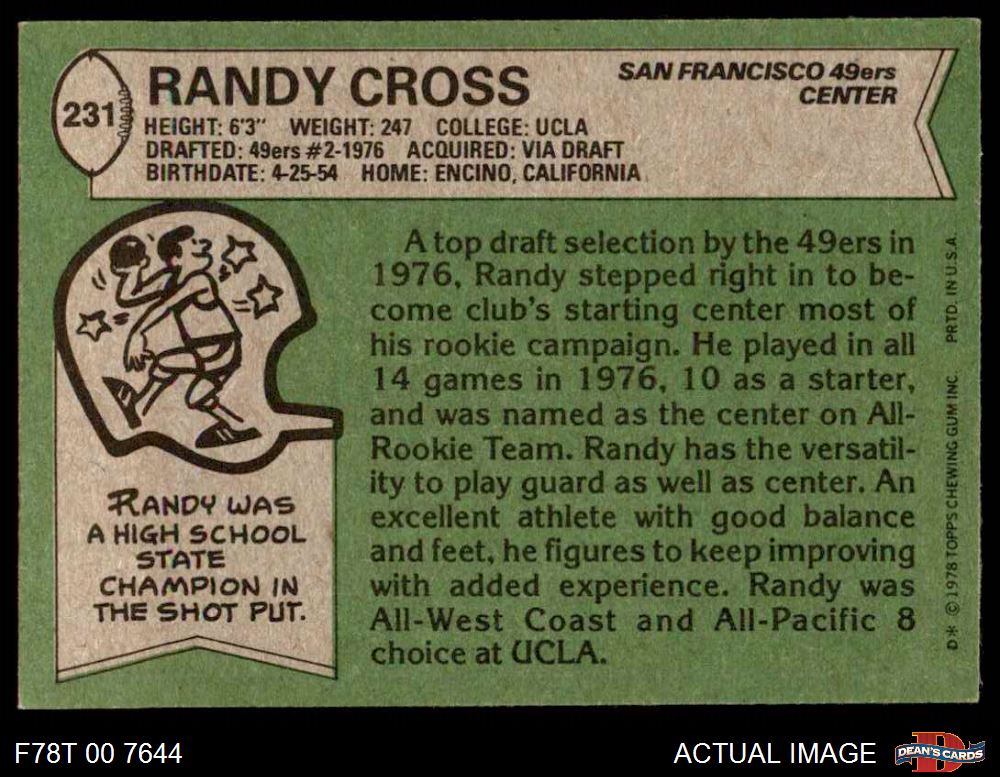 231
RANDY CROSS
SAN FRANCISCO 49ers
CENTER
HEIGHT: 6'3" WEIGHT: 247 COLLEGE: UCLA
DRAFTED: 49ers #2-1976 ACQUIRED: VIA DRAFT
BIRTHDATE: 4-25-54 HOME: ENCINO, CALIFORNIA
RANDY WAS
A HIGH SCHOOL
STATE
CHAMPION IN
THE SHOT PUT.
A top draft selection by the 49ers in
1976, Randy stepped right in to be-
come club's starting center most of
his rookie campaign. He played in all
14 games in 1976, 10 as a starter,
and was named as the center on All-
Rookie Team. Randy has the versatil-
ity to play guard as well as center. An
excellent athlete with good balance
and feet, he figures to keep improving
with added experience. Randy was
All-West Coast and All-Pacific 8
choice at UCLA.
D* © 1978 TOPPS CHEWING GUM INC. PRTD. IN U.S.A.
F78T 00 7644
ACTUAL IMAGE
D
DEAN'S CARDS